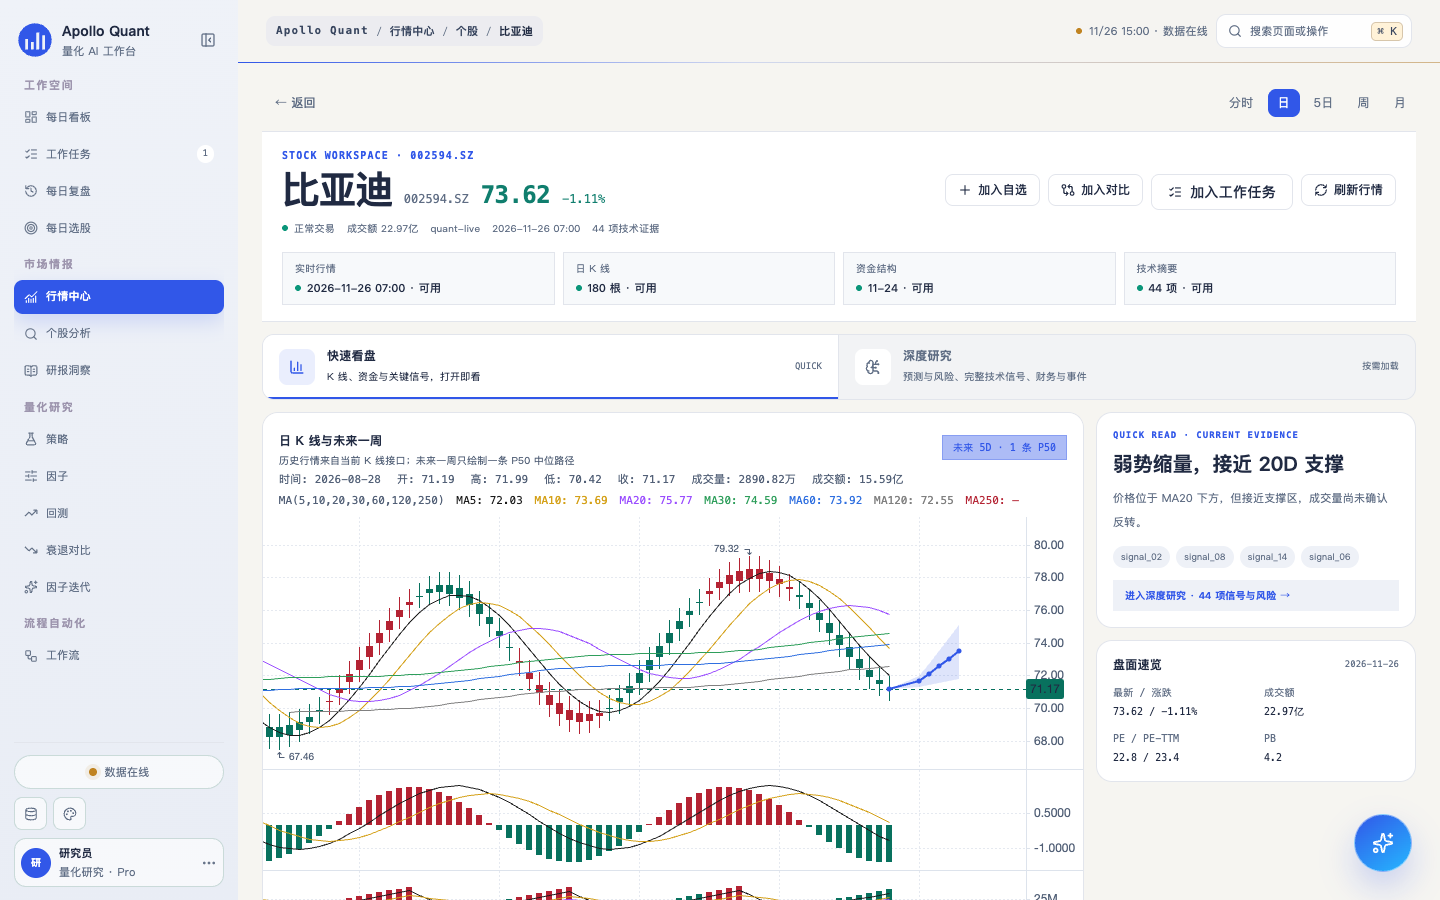 Apollo Quant
量化 AI 工作台
工作空间
每日看板
工作任务 1
每日复盘
每日选股
市场情报
行情中心
个股分析
研报洞察
量化研究
策略
因子
回测
衰退对比
因子迭代
流程自动化
工作流
数据在线
研
研究员
量化研究 · Pro
Apollo Quant / 行情中心 / 个股 / 比亚迪
11/26 15:00 · 数据在线
搜索页面或操作 ⌘ K
← 返回
分时 日 5日 周 月
STOCK WORKSPACE · 002594.SZ
比亚迪 002594.SZ 73.62 -1.11%
正常交易 成交额 22.97亿 quant-live 2026-11-26 07:00 44 项技术证据
加入自选
加入对比
加入工作任务
刷新行情
实时行情
2026-11-26 07:00 · 可用
日 K 线
180 根 · 可用
资金结构
11-24 · 可用
技术摘要
44 项 · 可用
快速看盘
K 线、资金与关键信号，打开即看
QUICK
深度研究
预测与风险、完整技术信号、财务与事件
按需加载
日 K 线与未来一周
历史行情来自当前 K 线接口；未来一周只绘制一条 P50 中位路径
未来 5D · 1 条 P50
时间: 2026-08-28 开: 71.19 高: 71.99 低: 70.42 收: 71.17 成交量: 2890.82万 成交额: 15.59亿
MA(5,10,20,30,60,120,250) MA5: 72.03 MA10: 73.69 MA20: 75.77 MA30: 74.59 MA60: 73.92 MA120: 72.55 MA250: —
79.32
67.46
80.00
78.00
76.00
74.00
72.00
71.17
70.00
68.00
0.5000
-1.0000
25M
QUICK READ · CURRENT EVIDENCE
弱势缩量，接近 20D 支撑
价格位于 MA20 下方，但接近支撑区，成交量尚未确认
反转。
signal_02 signal_08 signal_14 signal_06
进入深度研究 · 44 项信号与风险 →
盘面速览 2026-11-26
最新 / 涨跌 成交额
73.62 / -1.11% 22.97亿
PE / PE-TTM PB
22.8 / 23.4 4.2